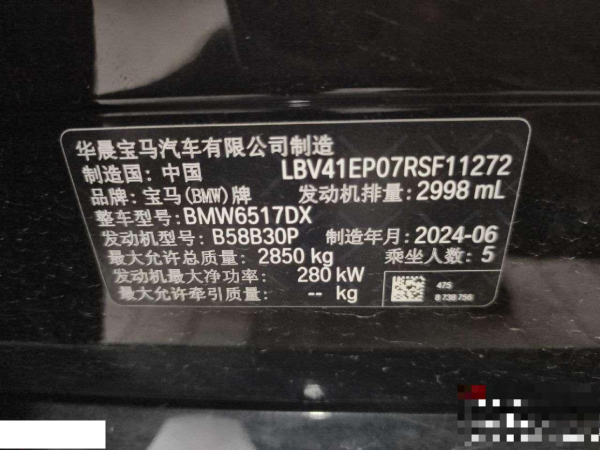 华晨宝马汽车有限公司制造
制造国: 中国 LBV41EP07RSF11272
品牌: 宝马(BMW)牌 发动机排量: 2998 mL
整车型号: BMW6517DX
发动机型号: B58B30P 制造年月: 2024-06
最大允许总质量: 2850 kg 乘坐人数: 5
发动机最大净功率: 280 kW
最大允许牵引质量: -- kg
475
8 738 756